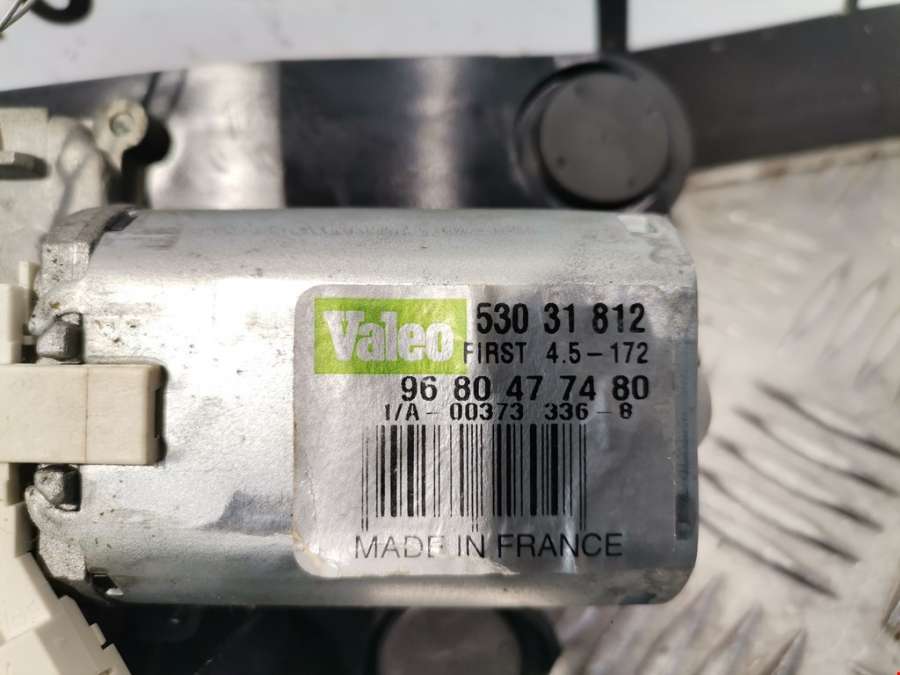 Valeo 530 31 812
FIRST 4.5-172
96 80 47 74 80
1/A-00373 336-8
MADE IN FRANCE